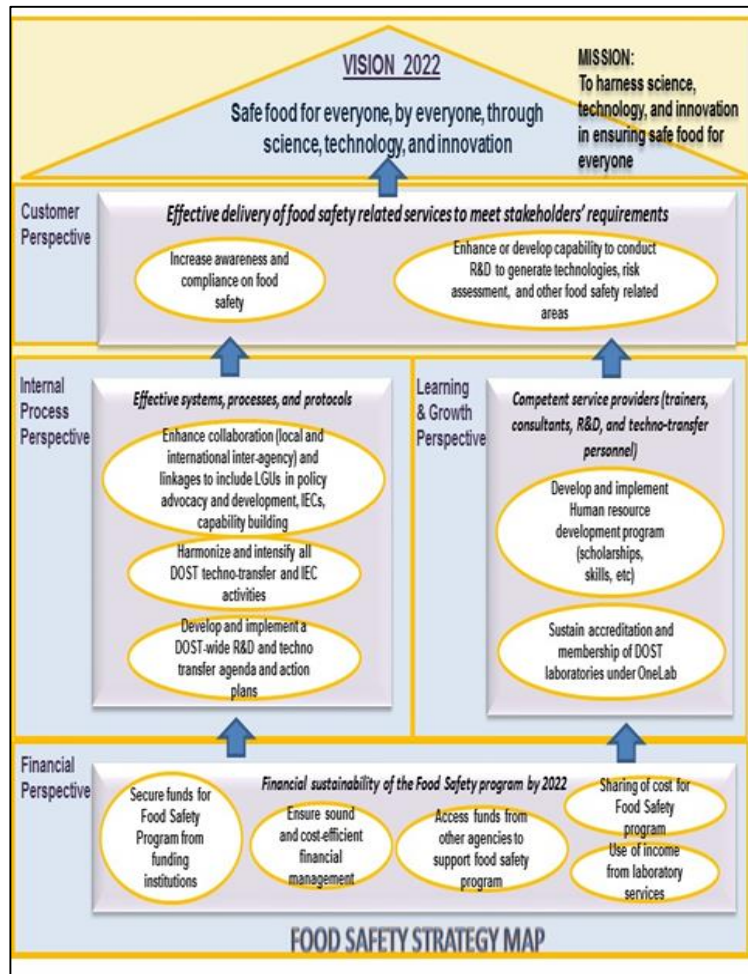 VISION 2022
Safe food for everyone, by everyone, through
science, technology, and innovation
MISSION:
To harness science,
technology, and innovation
in ensuring safe food for
everyone
Customer
Perspective
Effective delivery of food safety related services to meet stakeholders' requirements
Increase awareness and
compliance on food
safety
Enhance or develop capability to conduct
R&D to generate technologies, risk
assessment, and other food safety related
areas
Internal
Process
Perspective
Effective systems, processes, and protocols
Enhance collaboration (local and
international inter-agency) and
linkages to include LGUs in policy
advocacy and development, IECs,
capability building
Harmonize and intensify all
DOST techno-transfer and IEC
activities
Develop and implement a
DOST-wide R&D and techno
transfer agenda and action
plans
Learning
& Growth
Perspective
Competent service providers (trainers,
consultants, R&D, and techno-transfer
personnel)
Develop and implement
Human resource
development program
(scholarships,
skills, etc)
Sustain accreditation and
membership of DOST
laboratories under OneLab
Financial
Perspective
Financial sustainability of the Food Safety program by 2022
Secure funds for
Food Safety
Program from
funding
institutions
Ensure sound
and cost-efficient
financial
management
Access funds from
other agencies to
support food safety
program
Sharing of cost for
Food Safety
program
Use of income
from laboratory
services
FOOD SAFETY STRATEGY MAP